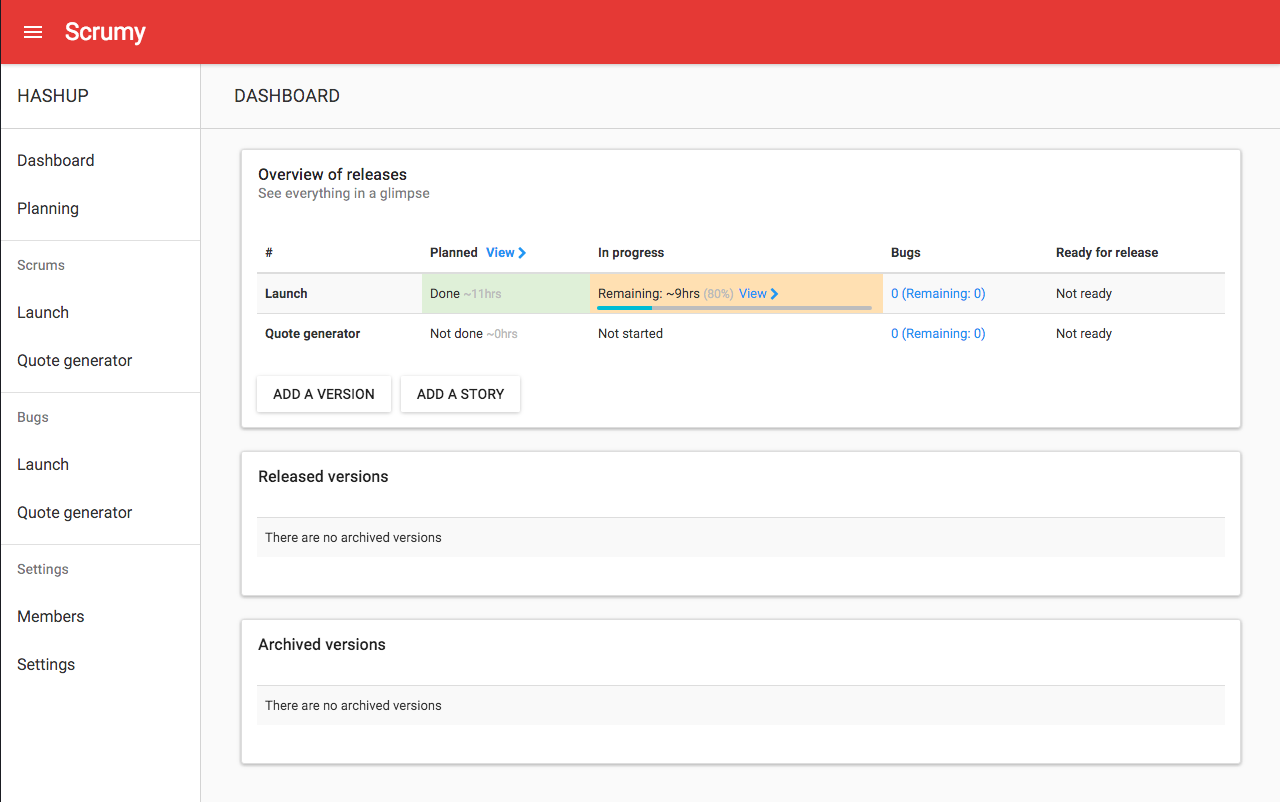 Scrumy
HASHUP
DASHBOARD
Dashboard
Planning
Scrums
Launch
Quote generator
Bugs
Launch
Quote generator
Settings
Members
Settings
Overview of releases
See everything in a glimpse
# Planned View In progress Bugs Ready for release
Launch Done ~11hrs Remaining: ~9hrs (80%) View 0 (Remaining: 0) Not ready
Quote generator Not done ~0hrs Not started 0 (Remaining: 0) Not ready
ADD A VERSION ADD A STORY
Released versions
There are no archived versions
Archived versions
There are no archived versions